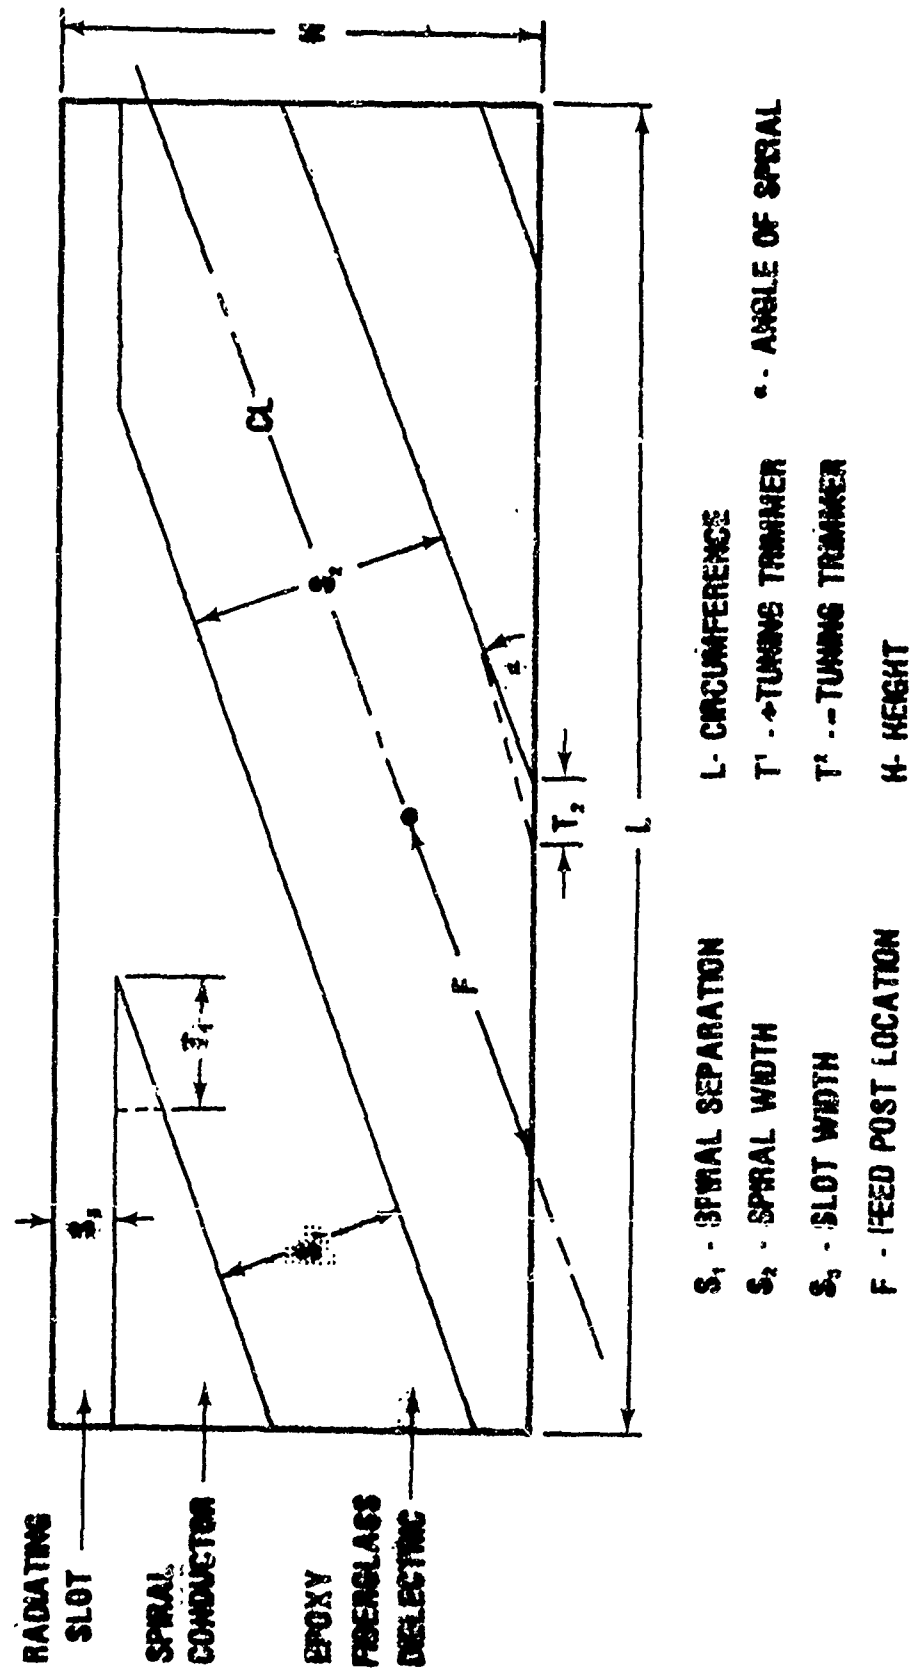 RADIATING
SLOT
SPIRAL
CONDUCTOR
EPOXY
FIBERGLASS
DIELECTRIC
S₃
S₁
T₁
F
S₂
CL
α
T₂
L
H
S₁ - SPIRAL SEPARATION
S₂ - SPIRAL WIDTH
S₃ - SLOT WIDTH
F - FEED POST LOCATION
L- CIRCUMFERENCE
T¹ - +TUNING TRIMMER
T² - -TUNING TRIMMER
H- HEIGHT
α - ANGLE OF SPIRAL